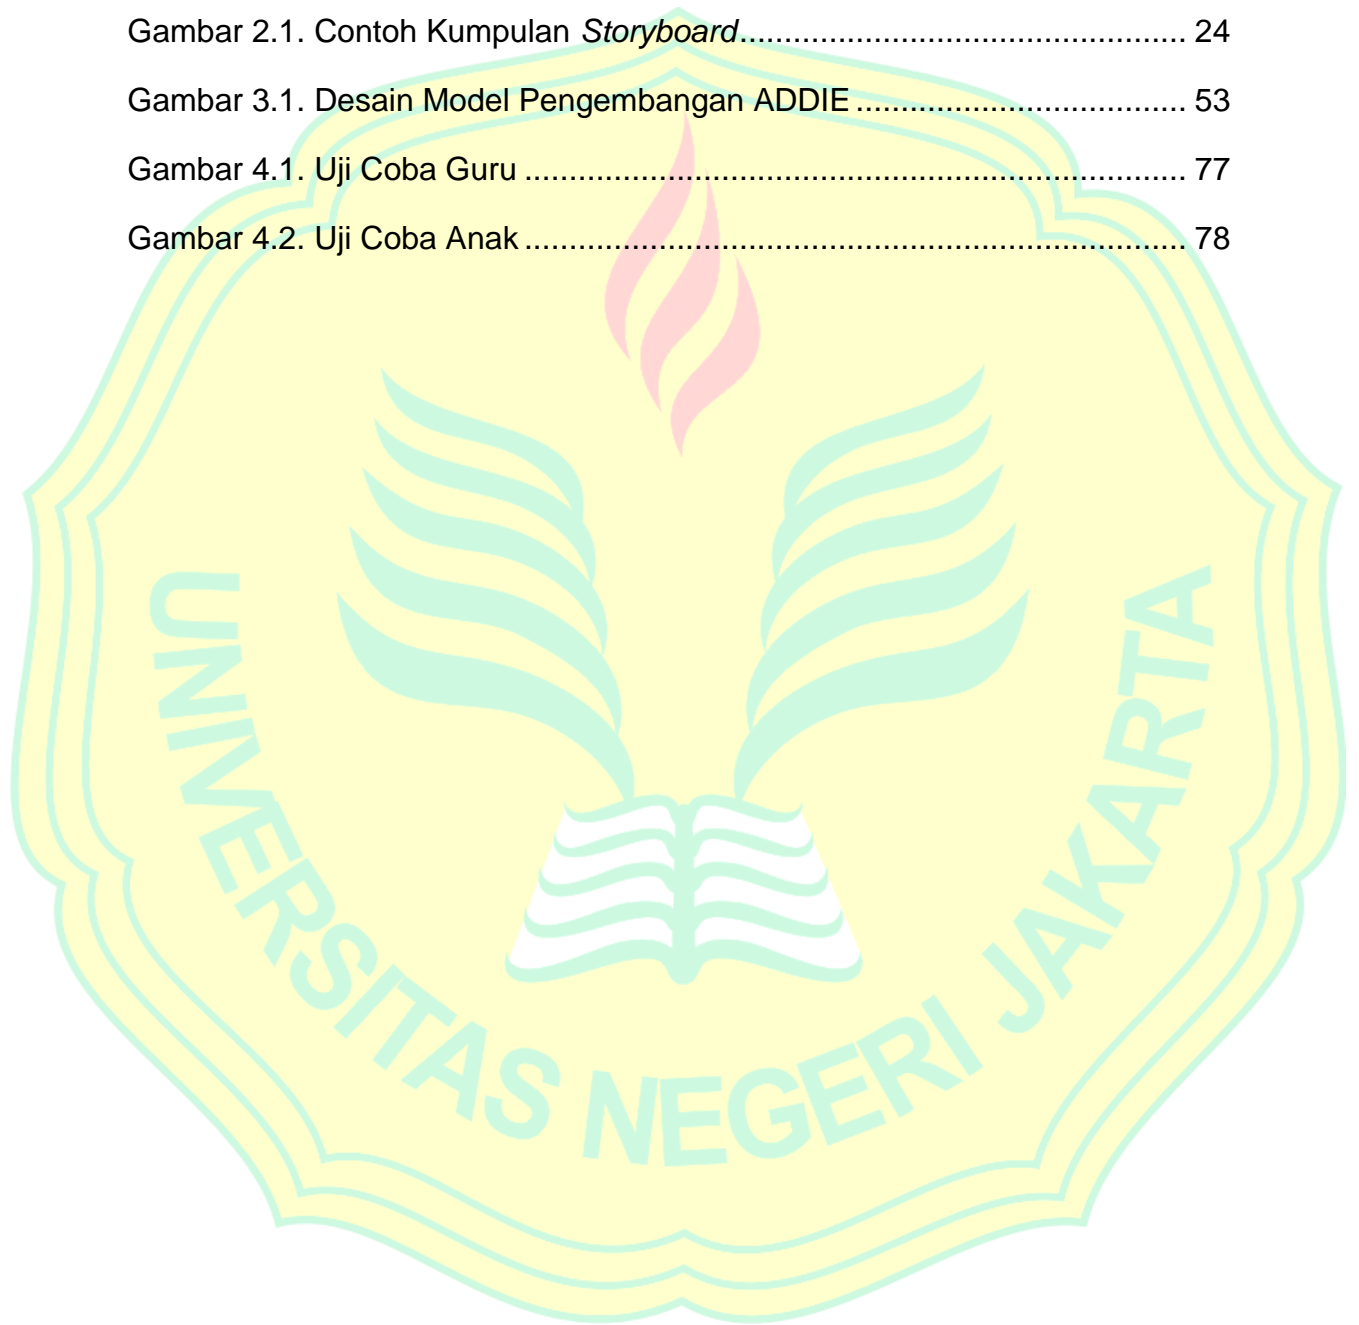 Gambar 2.1. Contoh Kumpulan Storyboard.................................................. 24
Gambar 3.1. Desain Model Pengembangan ADDIE ..................................... 53
Gambar 4.1. Uji Coba Guru .......................................................................... 77
Gambar 4.2. Uji Coba Anak .......................................................................... 78
UNIVERSITAS NEGERI JAKARTA